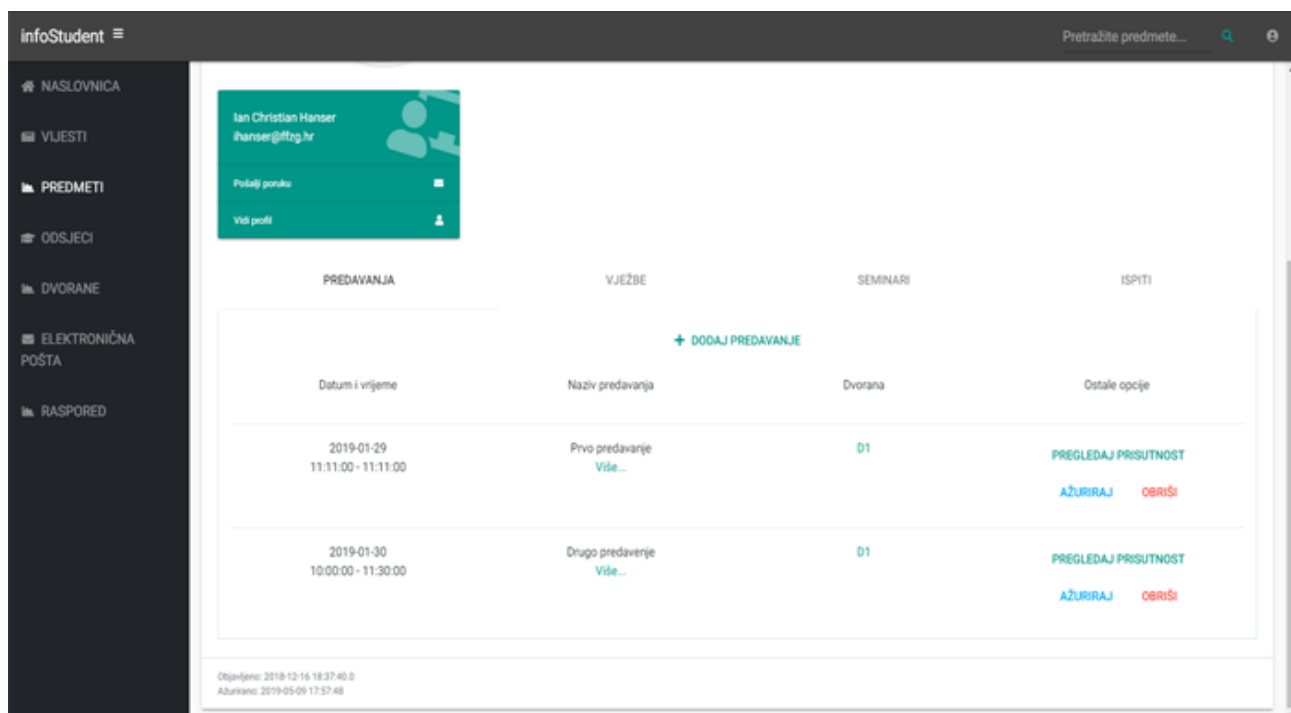 infoStudent
Pretražite predmete...
NASLOVNICA
VIJESTI
PREDMETI
ODSJECI
DVORANE
ELEKTRONIČNA
POŠTA
RASPORED
Ian Christian Hanser
ihanser@ffzg.hr
Pošalji poruku
Vidi profil
PREDAVANJA VJEŽBE SEMINARI ISPITI
+ DODAJ PREDAVANJE
Datum i vrijeme Naziv predavanja Dvorana Ostale opcije
2019-01-29 Prvo predavanje D1 PREGLEDAJ PRISUTNOST
11:11:00 - 11:11:00 Više...
AŽURIRAJ OBRIŠI
2019-01-30 Drugo predavenje D1 PREGLEDAJ PRISUTNOST
10:00:00 - 11:30:00 Više...
AŽURIRAJ OBRIŠI
Objavljeno: 2018-12-16 18:37:40.0
Ažurirano: 2019-05-09 17:57:48